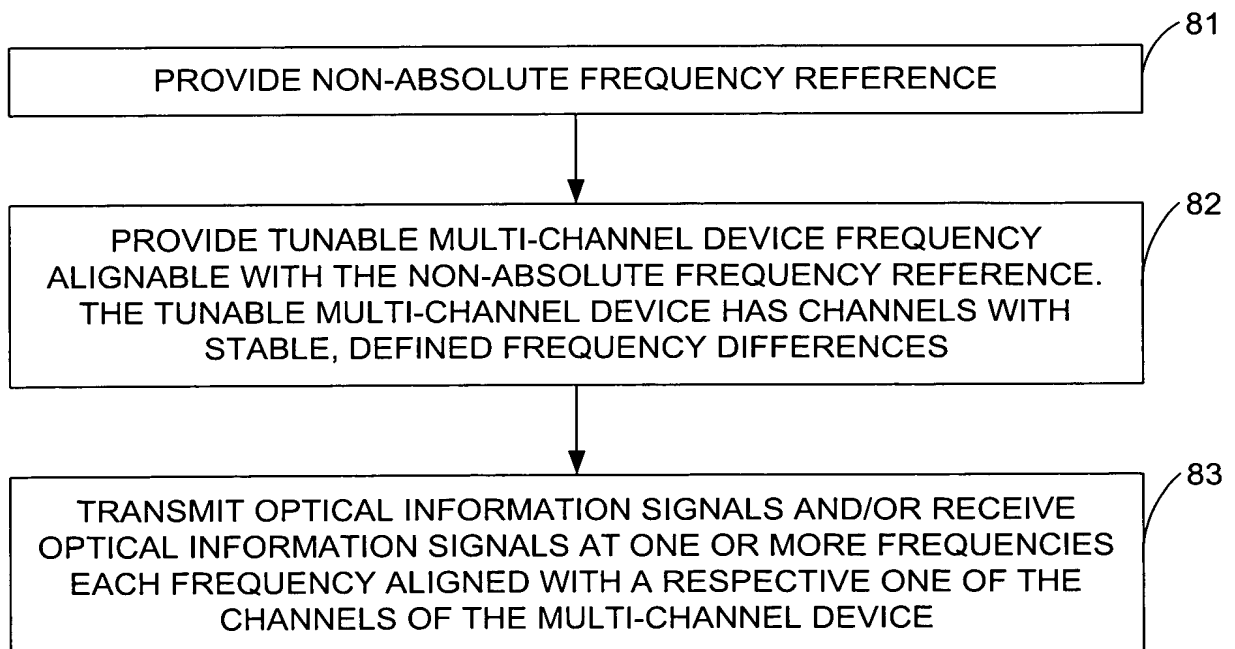 81
PROVIDE NON-ABSOLUTE FREQUENCY REFERENCE
82
PROVIDE TUNABLE MULTI-CHANNEL DEVICE FREQUENCY
ALIGNABLE WITH THE NON-ABSOLUTE FREQUENCY REFERENCE.
THE TUNABLE MULTI-CHANNEL DEVICE HAS CHANNELS WITH
STABLE, DEFINED FREQUENCY DIFFERENCES
83
TRANSMIT OPTICAL INFORMATION SIGNALS AND/OR RECEIVE
OPTICAL INFORMATION SIGNALS AT ONE OR MORE FREQUENCIES
EACH FREQUENCY ALIGNED WITH A RESPECTIVE ONE OF THE
CHANNELS OF THE MULTI-CHANNEL DEVICE